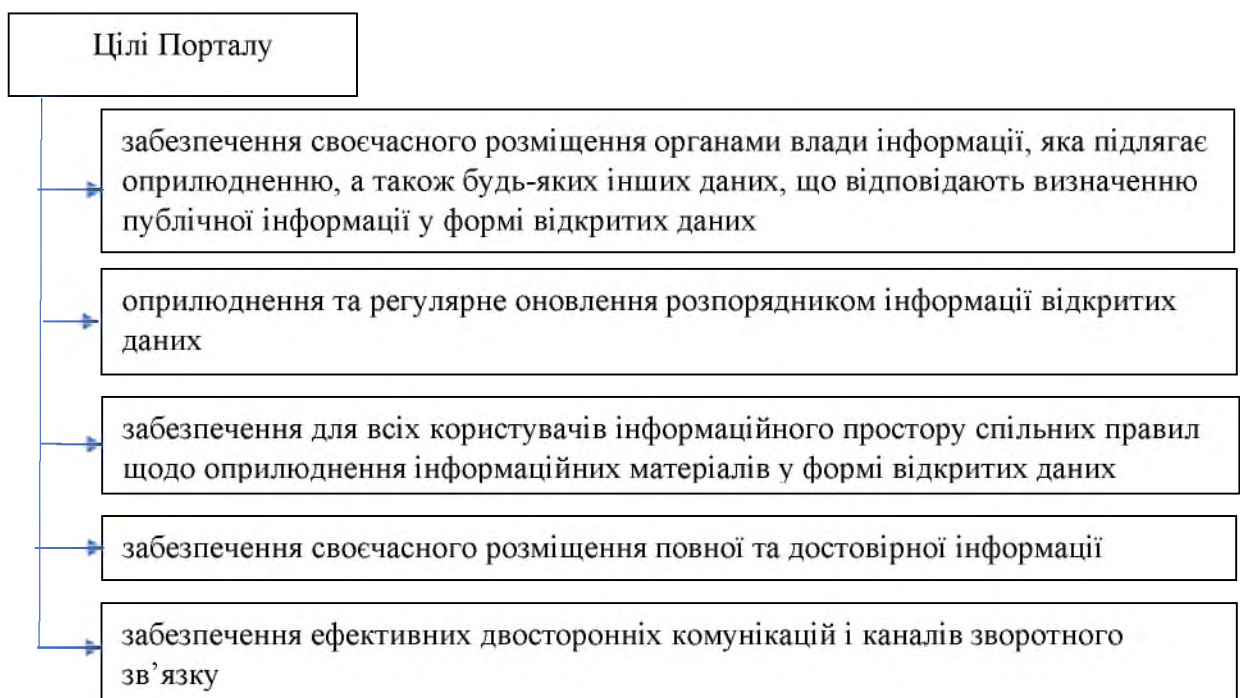 Цілі Порталу
забезпечення своєчасного розміщення органами влади інформації, яка підлягає
оприлюдненню, а також будь-яких інших даних, що відповідають визначенню
публічної інформації у формі відкритих даних
оприлюднення та регулярне оновлення розпорядником інформації відкритих
даних
забезпечення для всіх користувачів інформаційного простору спільних правил
щодо оприлюднення інформаційних матеріалів у формі відкритих даних
забезпечення своєчасного розміщення повної та достовірної інформації
забезпечення ефективних двосторонніх комунікацій і каналів зворотного
зв’язку